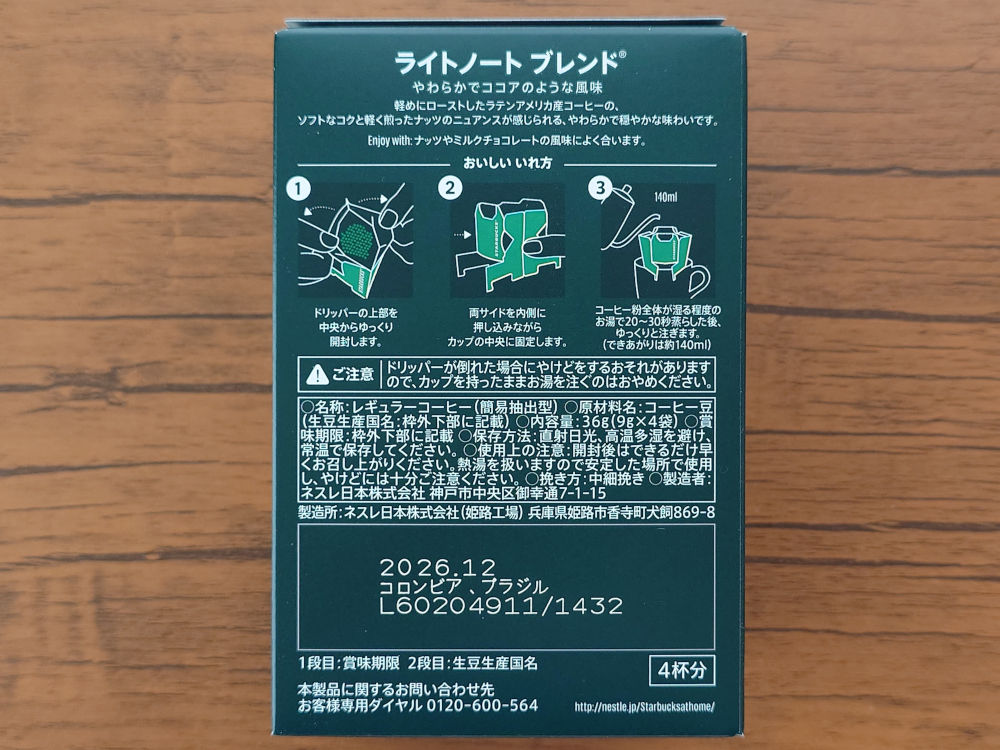 ライトノート ブレンド®
やわらかでココアのような風味
軽めにローストしたラテンアメリカ産コーヒーの、
ソフトなコクと軽く煎ったナッツのニュアンスが感じられる、やわらかで穏やかな味わいです。
Enjoy with: ナッツやミルクチョコレートの風味によく合います。
おいしい いれ方
1
2
3
140ml
STARBUCKS
STARBUCKS
STARBUCKS
ドリッパーの上部を
中央からゆっくり
開封します。
両サイドを内側に
押し込みながら
カップの中央に固定します。
コーヒー粉全体が湿る程度の
お湯で20~30秒蒸らした後、
ゆっくりと注ぎます。
(できあがりは約140ml)
ご注意
ドリッパーが倒れた場合にやけどをするおそれがあります
ので、カップを持ったままお湯を注ぐのはおやめください。
○名称:レギュラーコーヒー(簡易抽出型) ○原材料名:コーヒー豆
(生豆生産国名:枠外下部に記載) ○内容量:36g(9g×4袋) ○賞
味期限:枠外下部に記載 ○保存方法:直射日光、高温多湿を避け、
常温で保存してください。 ○使用上の注意:開封後はできるだけ早
くお召し上がりください。熱湯を扱いますので安定した場所で使用
し、やけどには十分ご注意ください。 ○挽き方:中細挽き ○製造者:
ネスレ日本株式会社 神戸市中央区御幸通7-1-15
製造所:ネスレ日本株式会社(姫路工場) 兵庫県姫路市香寺町犬飼869-8
2026.12
コロンビア 、ブラジル
L60204911/1432
1段目:賞味期限 2段目:生豆生産国名
4杯分
本製品に関するお問い合わせ先
お客様専用ダイヤル 0120-600-564
http://nestle.jp/Starbucksathome/